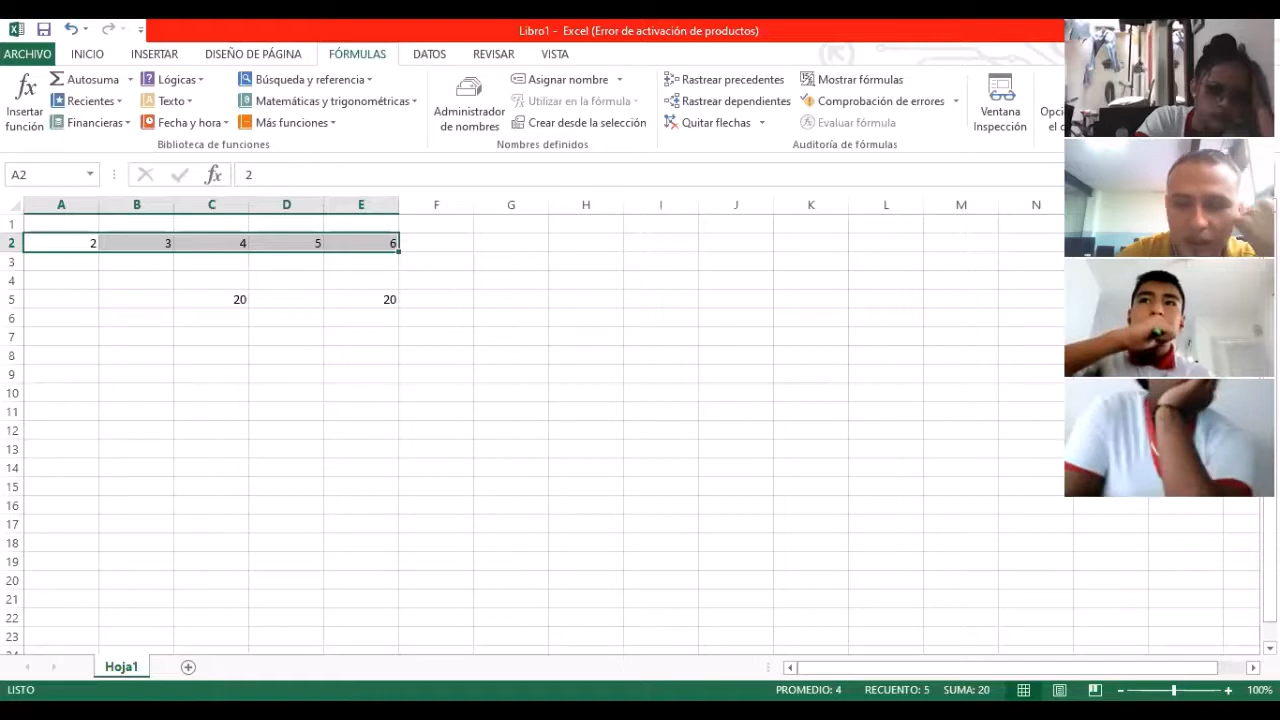 Libro1 - Excel (Error de activación de productos)
ARCHIVO INICIO INSERTAR DISEÑO DE PÁGINA FÓRMULAS DATOS REVISAR VISTA
fx Insertar función
Autosuma
Recientes
Financieras
Lógicas
Texto
Fecha y hora
Búsqueda y referencia
Matemáticas y trigonométricas
Más funciones
Biblioteca de funciones
Administrador de nombres
Asignar nombre
Utilizar en la fórmula
Crear desde la selección
Nombres definidos
Rastrear precedentes
Rastrear dependientes
Quitar flechas
Mostrar fórmulas
Comprobación de errores
Evaluar fórmula
Auditoría de fórmulas
Ventana Inspección
Opci
el c
A2 fx 2
A B C D E F G H I J K L M N
1
2 2 3 4 5 6
3
4
5 20 20
6
7
8
9
10
11
12
13
14
15
16
17
18
19
20
21
22
23
Hoja1
LISTO PROMEDIO: 4 RECUENTO: 5 SUMA: 20 100%